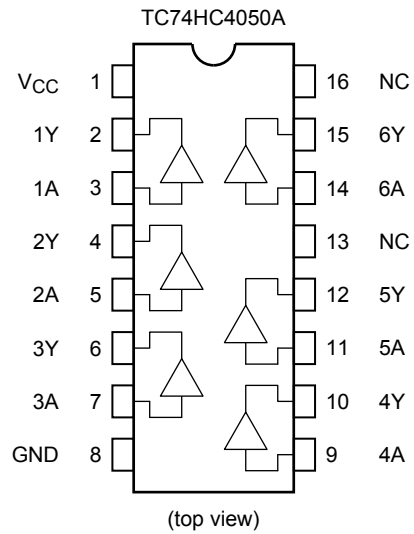 TC74HC4050A
VCC 1 16 NC
1Y 2 15 6Y
1A 3 14 6A
2Y 4 13 NC
2A 5 12 5Y
3Y 6 11 5A
3A 7 10 4Y
GND 8 9 4A
(top view)